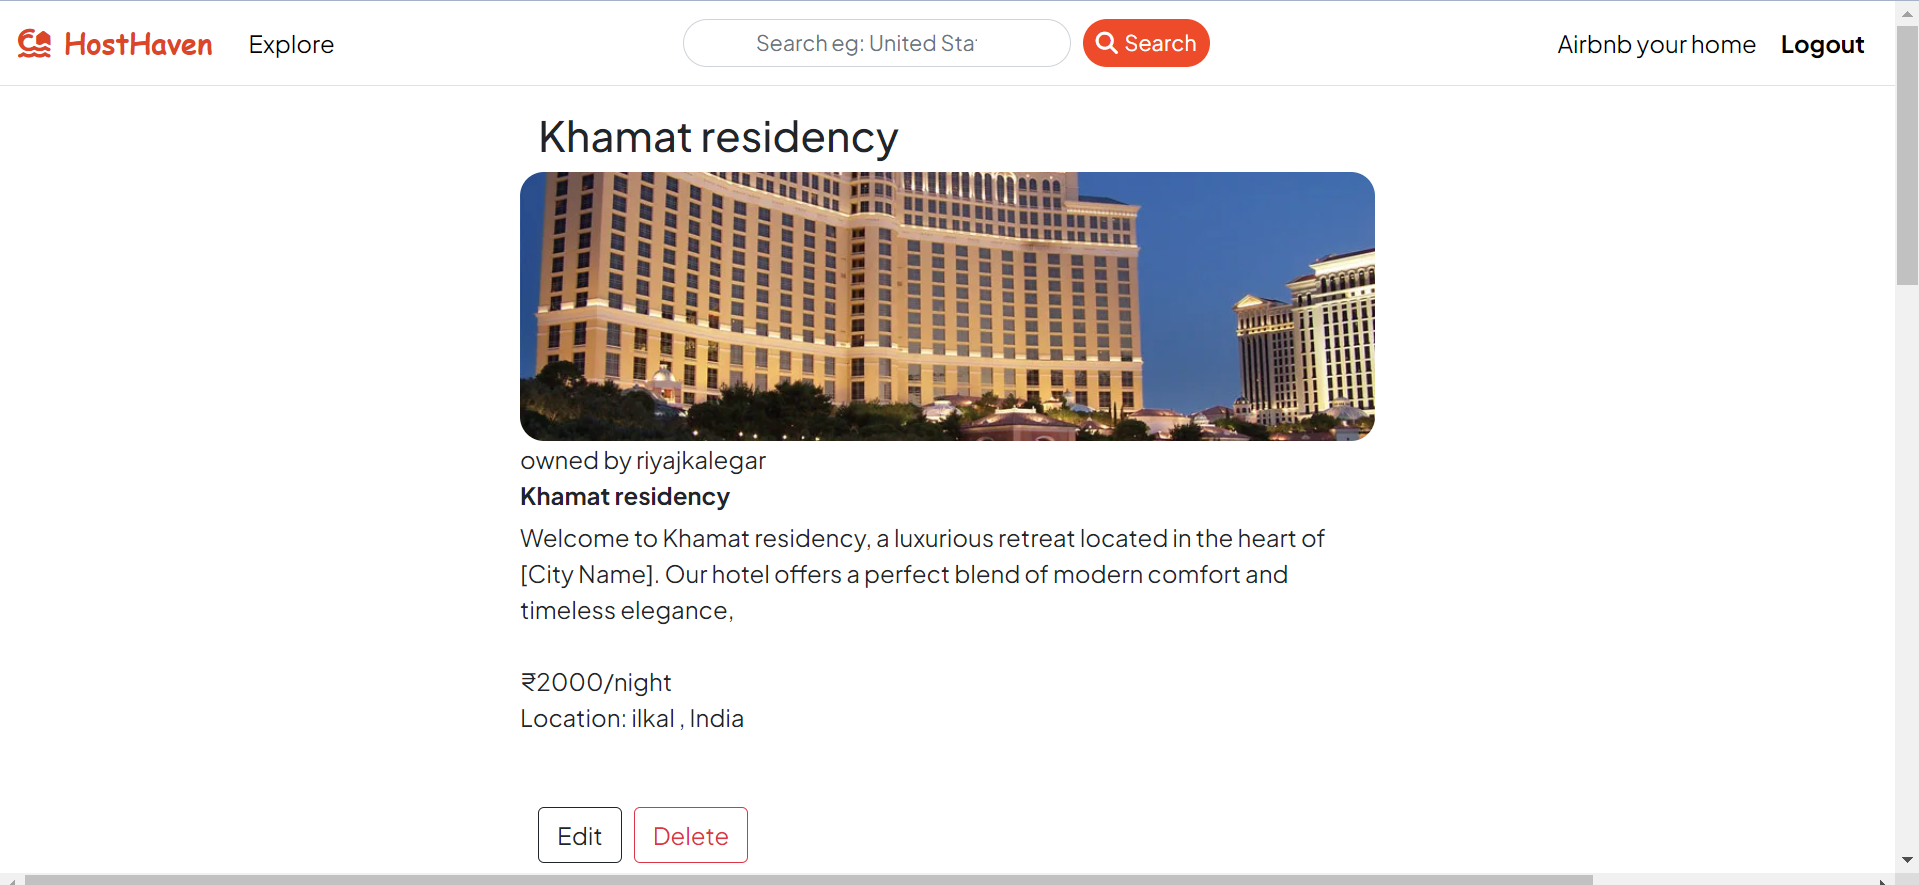 HostHaven
Explore
Search eg: United Sta
Search
Airbnb your home
Logout
Khamat residency
owned by riyajkalegar
Khamat residency
Welcome to Khamat residency, a luxurious retreat located in the heart of
[City Name]. Our hotel offers a perfect blend of modern comfort and
timeless elegance,
₹2000/night
Location: ilkal , India
Edit
Delete